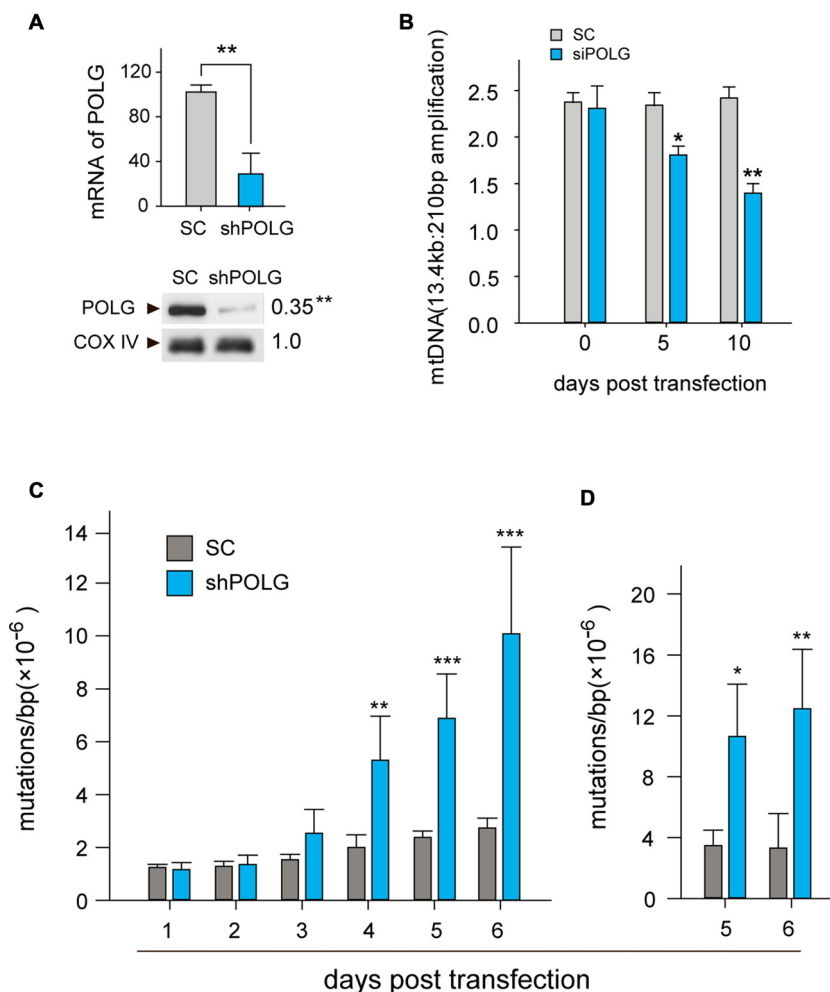 A
mRNA of POLG
120
80
40
0
**
SC shPOLG
SC shPOLG
POLG 0.35**
COX IV 1.0
B
SC
siPOLG
mtDNA(13.4kb:210bp amplification)
2.5
2.0
1.5
1.0
0.5
0.0
*
**
0 5 10
days post transfection
C
mutations/bp(×10⁻⁶)
14
12
10
8
6
4
2
0
SC
shPOLG
**
***
***
1 2 3 4 5 6
D
mutations/bp(×10⁻⁶)
20
16
12
8
4
0
*
**
5 6
days post transfection